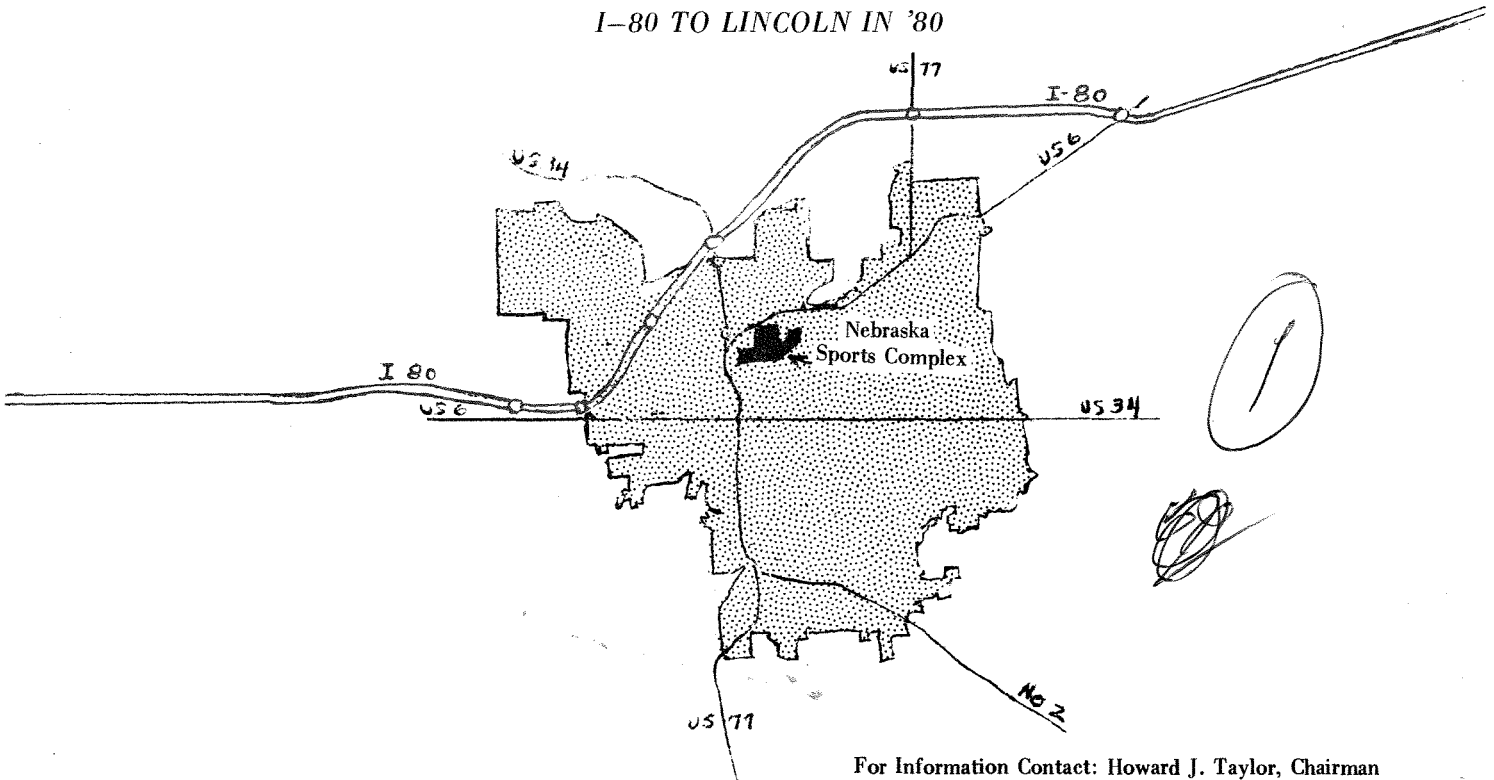 I–80 TO LINCOLN IN '80
US 77
I-80
US 6
US 34
Nebraska
Sports Complex
I 80
US 6
US 34
1
US 77
No 2
For Information Contact: Howard J. Taylor, Chairman